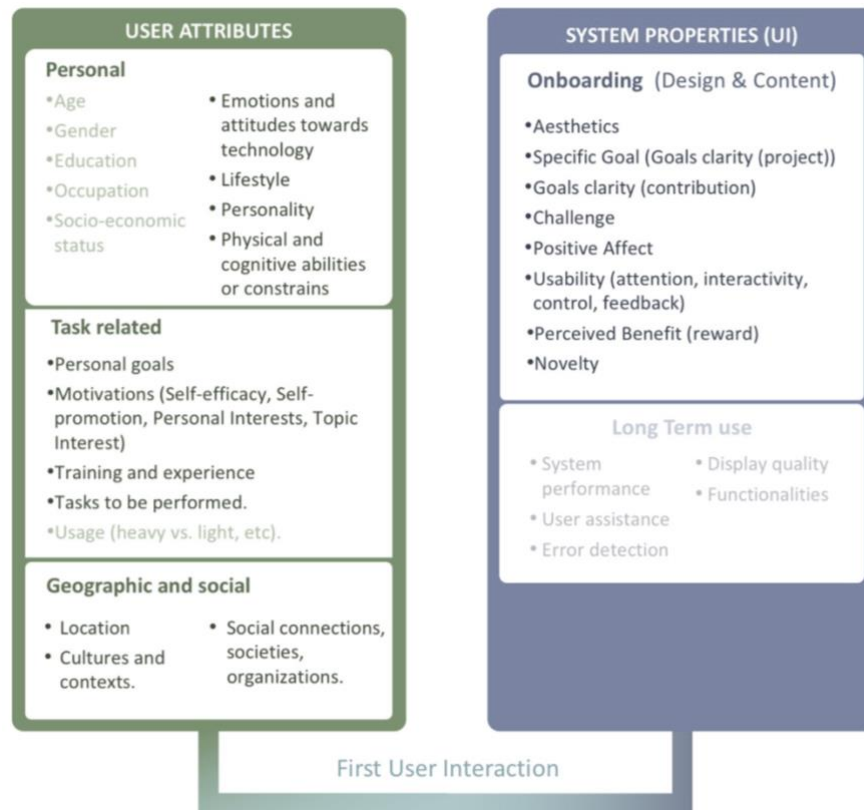 USER ATTRIBUTES
Personal
•Age
•Gender
•Education
•Occupation
•Socio-economic
status
• Emotions and
attitudes towards
technology
• Lifestyle
• Personality
• Physical and
cognitive abilities
or constrains
Task related
•Personal goals
•Motivations (Self-efficacy, Self-
promotion, Personal Interests, Topic
Interest)
•Training and experience
•Tasks to be performed.
•Usage (heavy vs. light, etc).
Geographic and social
• Location
• Cultures and
contexts.
• Social connections,
societies,
organizations.
SYSTEM PROPERTIES (UI)
Onboarding (Design & Content)
•Aesthetics
•Specific Goal (Goals clarity (project))
•Goals clarity (contribution)
•Challenge
•Positive Affect
•Usability (attention, interactivity,
control, feedback)
•Perceived Benefit (reward)
•Novelty
Long Term use
• System
performance
• User assistance
• Error detection
• Display quality
• Functionalities
First User Interaction